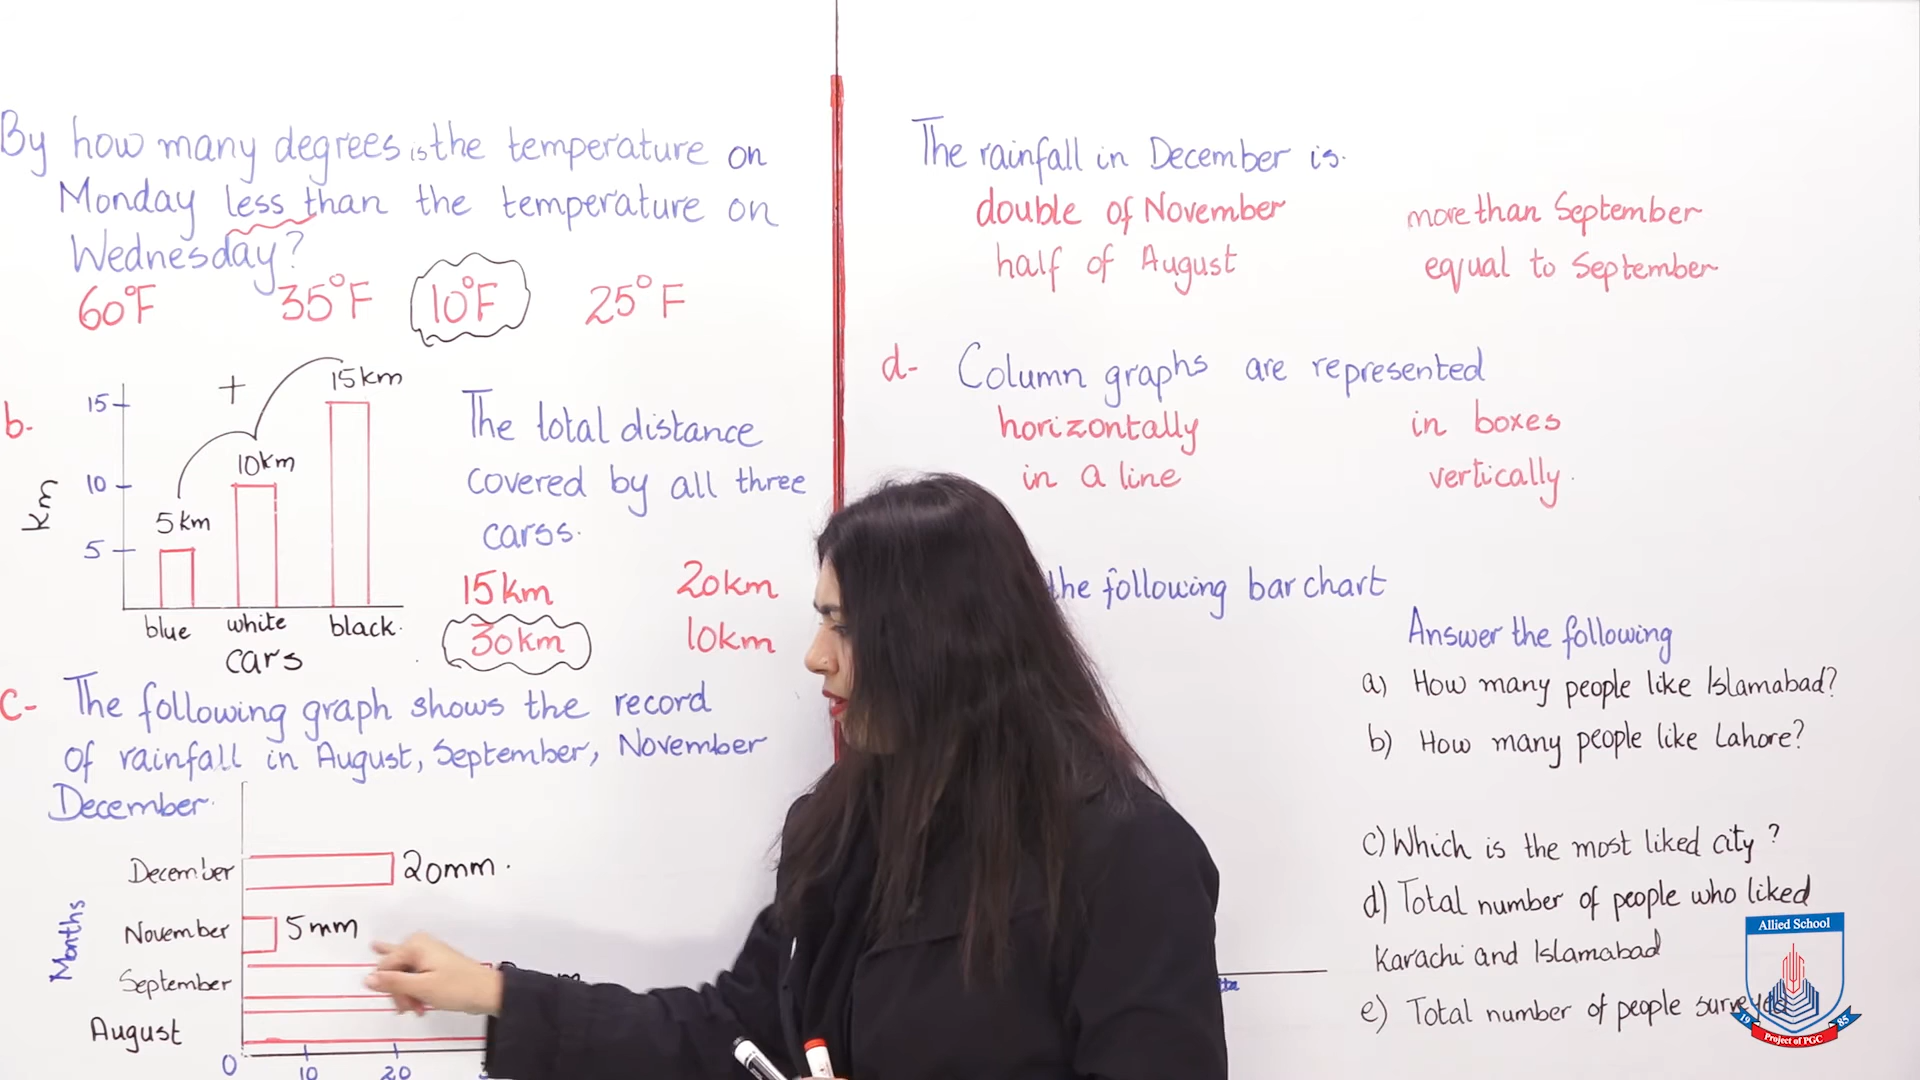 By how many degrees is the temperature on
Monday less than the temperature on
Wednesday?
60°F 35°F 10°F 25°F
b-
km
15
10
5
5km
10km
15km
+
blue white black.
cars
The total distance
covered by all three
carss.
15km 20km
30km 10km
c- The following graph shows the record
of rainfall in August, September, November
December.
Months
December 20mm.
November 5mm
September
August
0 10 20
The rainfall in December is.
double of November more than September
half of August equal to September
d- Column graphs are represented
horizontally in boxes
in a line vertically.
the following bar chart
Answer the following
a) How many people like Islamabad?
b) How many people like Lahore?
c) Which is the most liked city?
d) Total number of people who liked
Karachi and Islamabad
e) Total number of people surveyed
Allied School
19 85
Project of PGC